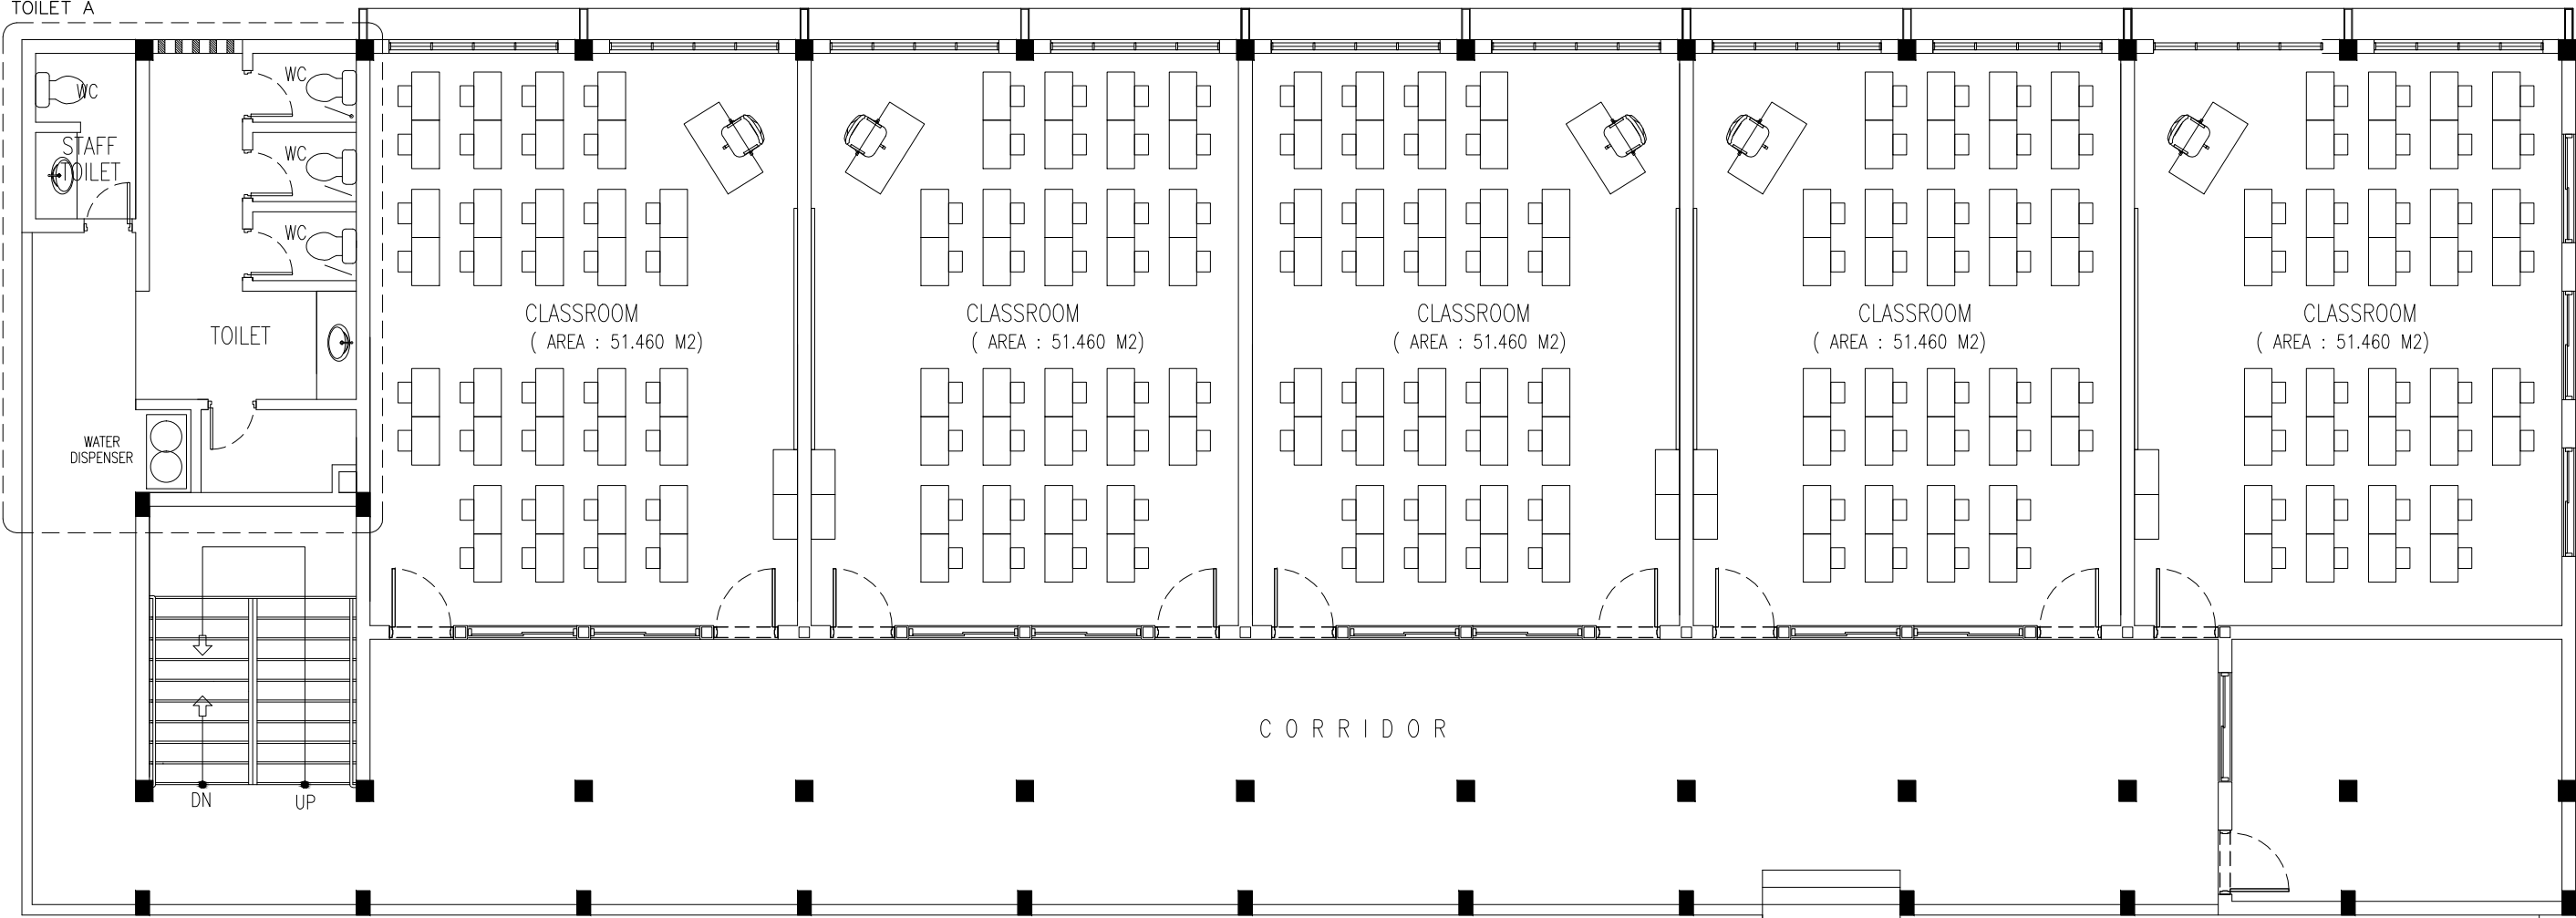 TOILET A
WC
WC
STAFF
TOILET
WC
WC
TOILET
WATER
DISPENSER
CLASSROOM
( AREA : 51.460 M2)
CLASSROOM
( AREA : 51.460 M2)
CLASSROOM
( AREA : 51.460 M2)
CLASSROOM
( AREA : 51.460 M2)
CLASSROOM
( AREA : 51.460 M2)
CORRIDOR
DN
UP